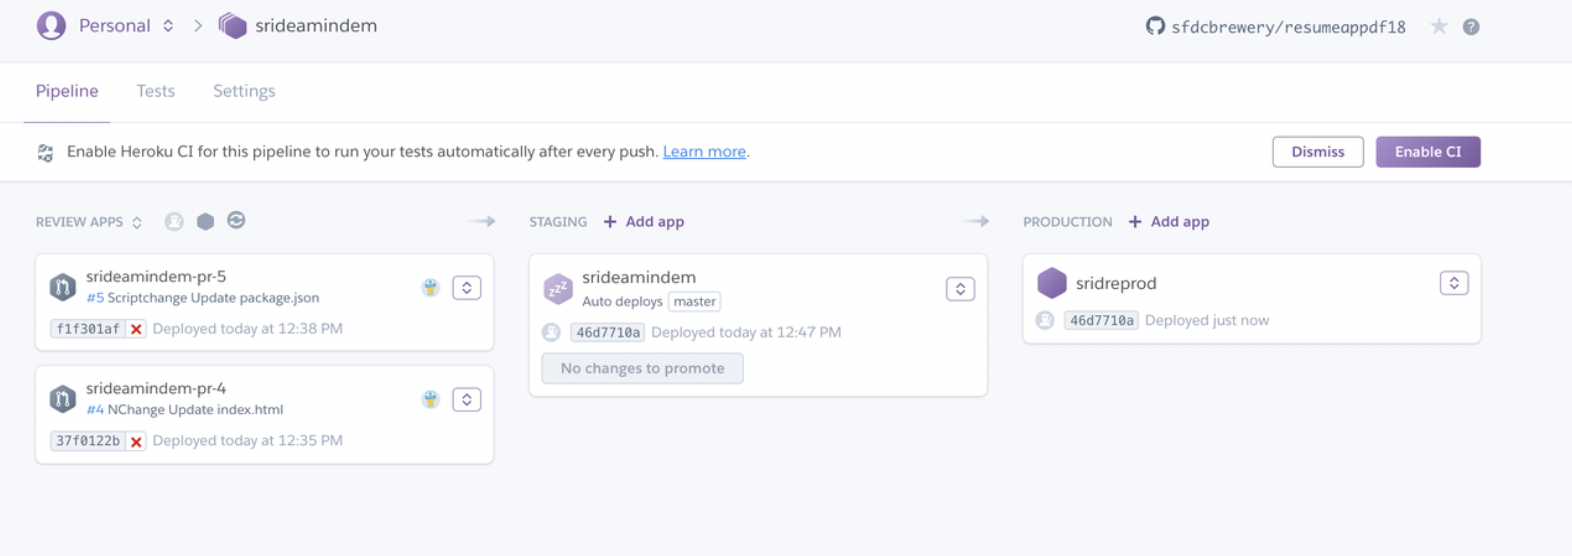 Personal srideamindem sfdcbrewery/resumeappdf18 ?
Pipeline Tests Settings
Enable Heroku CI for this pipeline to run your tests automatically after every push. Learn more. Dismiss Enable CI
REVIEW APPS
srideamindem-pr-5
#5 Scriptchange Update package.json
f1f301af Deployed today at 12:38 PM
srideamindem-pr-4
#4 NChange Update index.html
37f0122b Deployed today at 12:35 PM
STAGING + Add app
zzz srideamindem
Auto deploys master
46d7710a Deployed today at 12:47 PM
No changes to promote
PRODUCTION + Add app
sridreprod
46d7710a Deployed just now